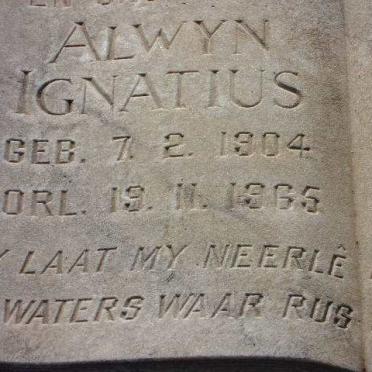 ALWYN
IGNATIUS
GEB. 7. 2. 1904
ORL. 19. 11. 1965
Y LAAT MY NEERLÊ
WATERS WAAR RUS